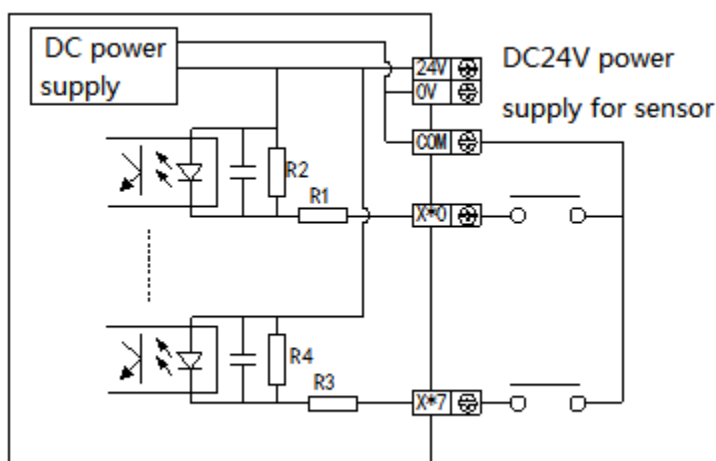 DC power
supply
24V
0V
COM
DC24V power
supply for sensor
R2
R1
X*0
R4
R3
X*7